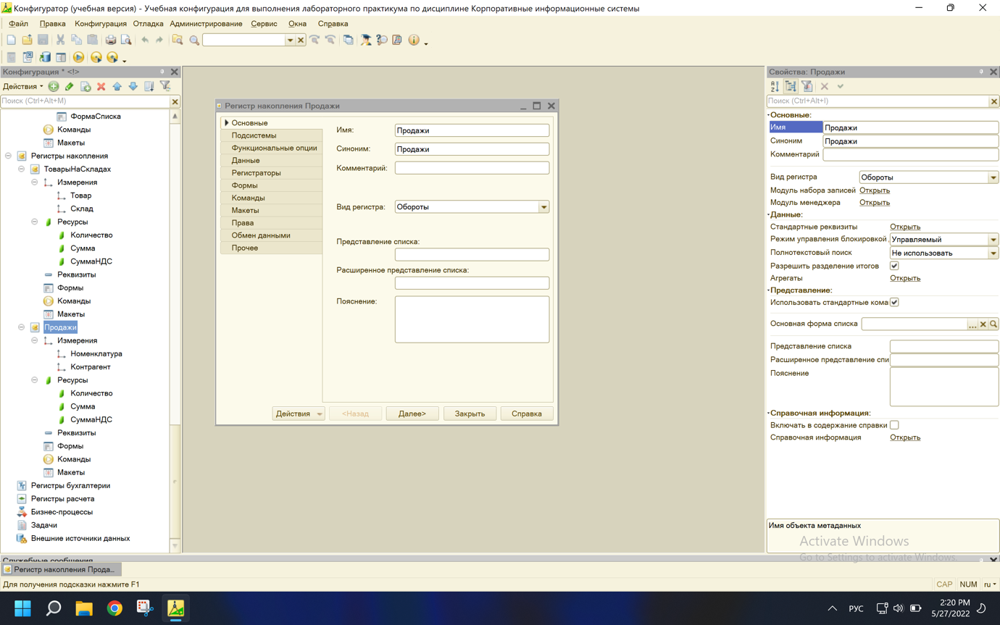 Конфигуратор (учебная версия) - Учебная конфигурация для выполнения лабораторного практикума по дисциплине Корпоративные информационные системы
Файл Правка Конфигурация Отладка Администрирование Сервис Окна Справка
Конфигурация * <!>
Действия
Поиск (Ctrl+Alt+M)
ФормаСписка
Команды
Макеты
Регистры накопления
ТоварыНаСкладах
Измерения
Товар
Склад
Ресурсы
Количество
Сумма
СуммаНДС
Реквизиты
Формы
Команды
Макеты
Продажи
Измерения
Номенклатура
Контрагент
Ресурсы
Количество
Сумма
СуммаНДС
Реквизиты
Формы
Команды
Макеты
Регистры бухгалтерии
Регистры расчета
Бизнес-процессы
Задачи
Внешние источники данных
Регистр накопления Продажи
Основные
Подсистемы
Функциональные опции
Данные
Регистраторы
Формы
Команды
Макеты
Права
Обмен данными
Прочее
Имя: Продажи
Синоним: Продажи
Комментарий:
Вид регистра: Обороты
Представление списка:
Расширенное представление списка:
Пояснение:
Действия <Назад Далее> Закрыть Справка
Свойства: Продажи
Поиск (Ctrl+Alt+I)
Основные:
Имя Продажи
Синоним Продажи
Комментарий
Вид регистра Обороты
Модуль набора записей Открыть
Модуль менеджера Открыть
Данные:
Стандартные реквизиты Открыть
Режим управления блокировкой Управляемый
Полнотекстовый поиск Не использовать
Разрешить разделение итогов
Агрегаты Открыть
Представление:
Использовать стандартные кома
Основная форма списка
Представление списка
Расширенное представление спи
Пояснение
Справочная информация:
Включать в содержание справки
Справочная информация Открыть
Имя объекта метаданных
Activate Windows
Go to Settings to activate Windows.
Служебные сообщения
Регистр накопления Прода...
Для получения подсказки нажмите F1
CAP NUM ru
РУС
2:20 PM
5/27/2022